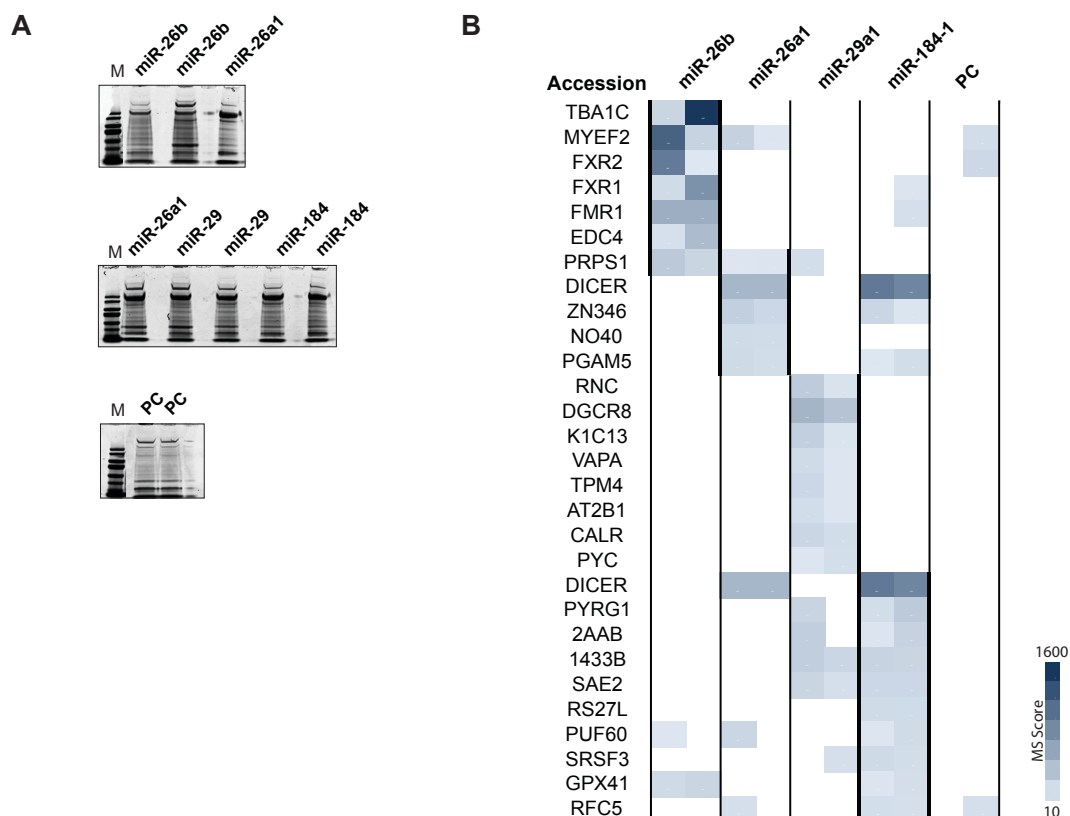 A
M miR-26b miR-26b miR-26a1
M miR-26a1 miR-29 miR-29 miR-184 miR-184
M PC PC
B
Accession miR-26b miR-26a1 miR-29a1 miR-184-1 PC
TBA1C
MYEF2
FXR2
FXR1
FMR1
EDC4
PRPS1
DICER
ZN346
NO40
PGAM5
RNC
DGCR8
K1C13
VAPA
TPM4
AT2B1
CALR
PYC
DICER
PYRG1
2AAB
1433B
SAE2
RS27L
PUF60
SRSF3
GPX41
RFC5
1600
MS Score
10